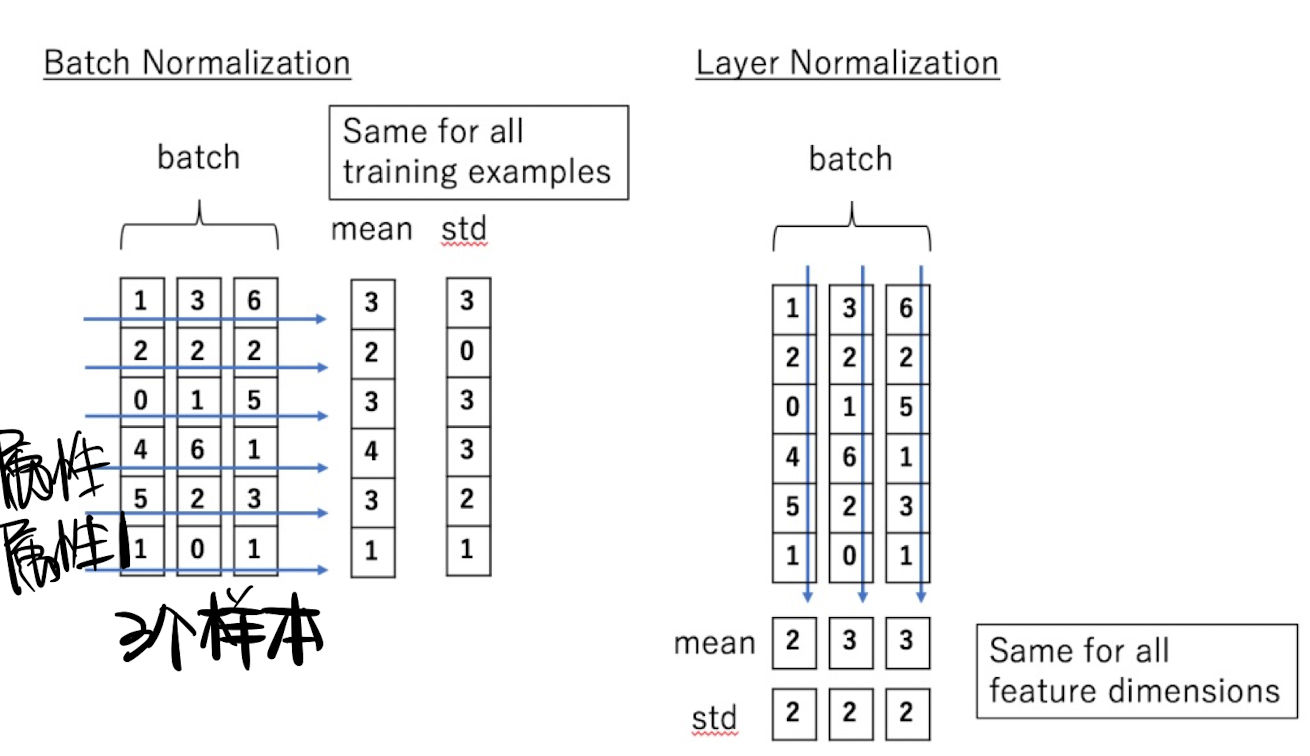 Batch Normalization
batch
Same for all
training examples
mean std
1 3 6 3 3
2 2 2 2 0
0 1 5 3 3
属性 4 6 1 4 3
5 2 3 3 2
属性1 1 0 1 1 1
3个样本
Layer Normalization
batch
1 3 6
2 2 2
0 1 5
4 6 1
5 2 3
1 0 1
mean 2 3 3
std 2 2 2
Same for all
feature dimensions